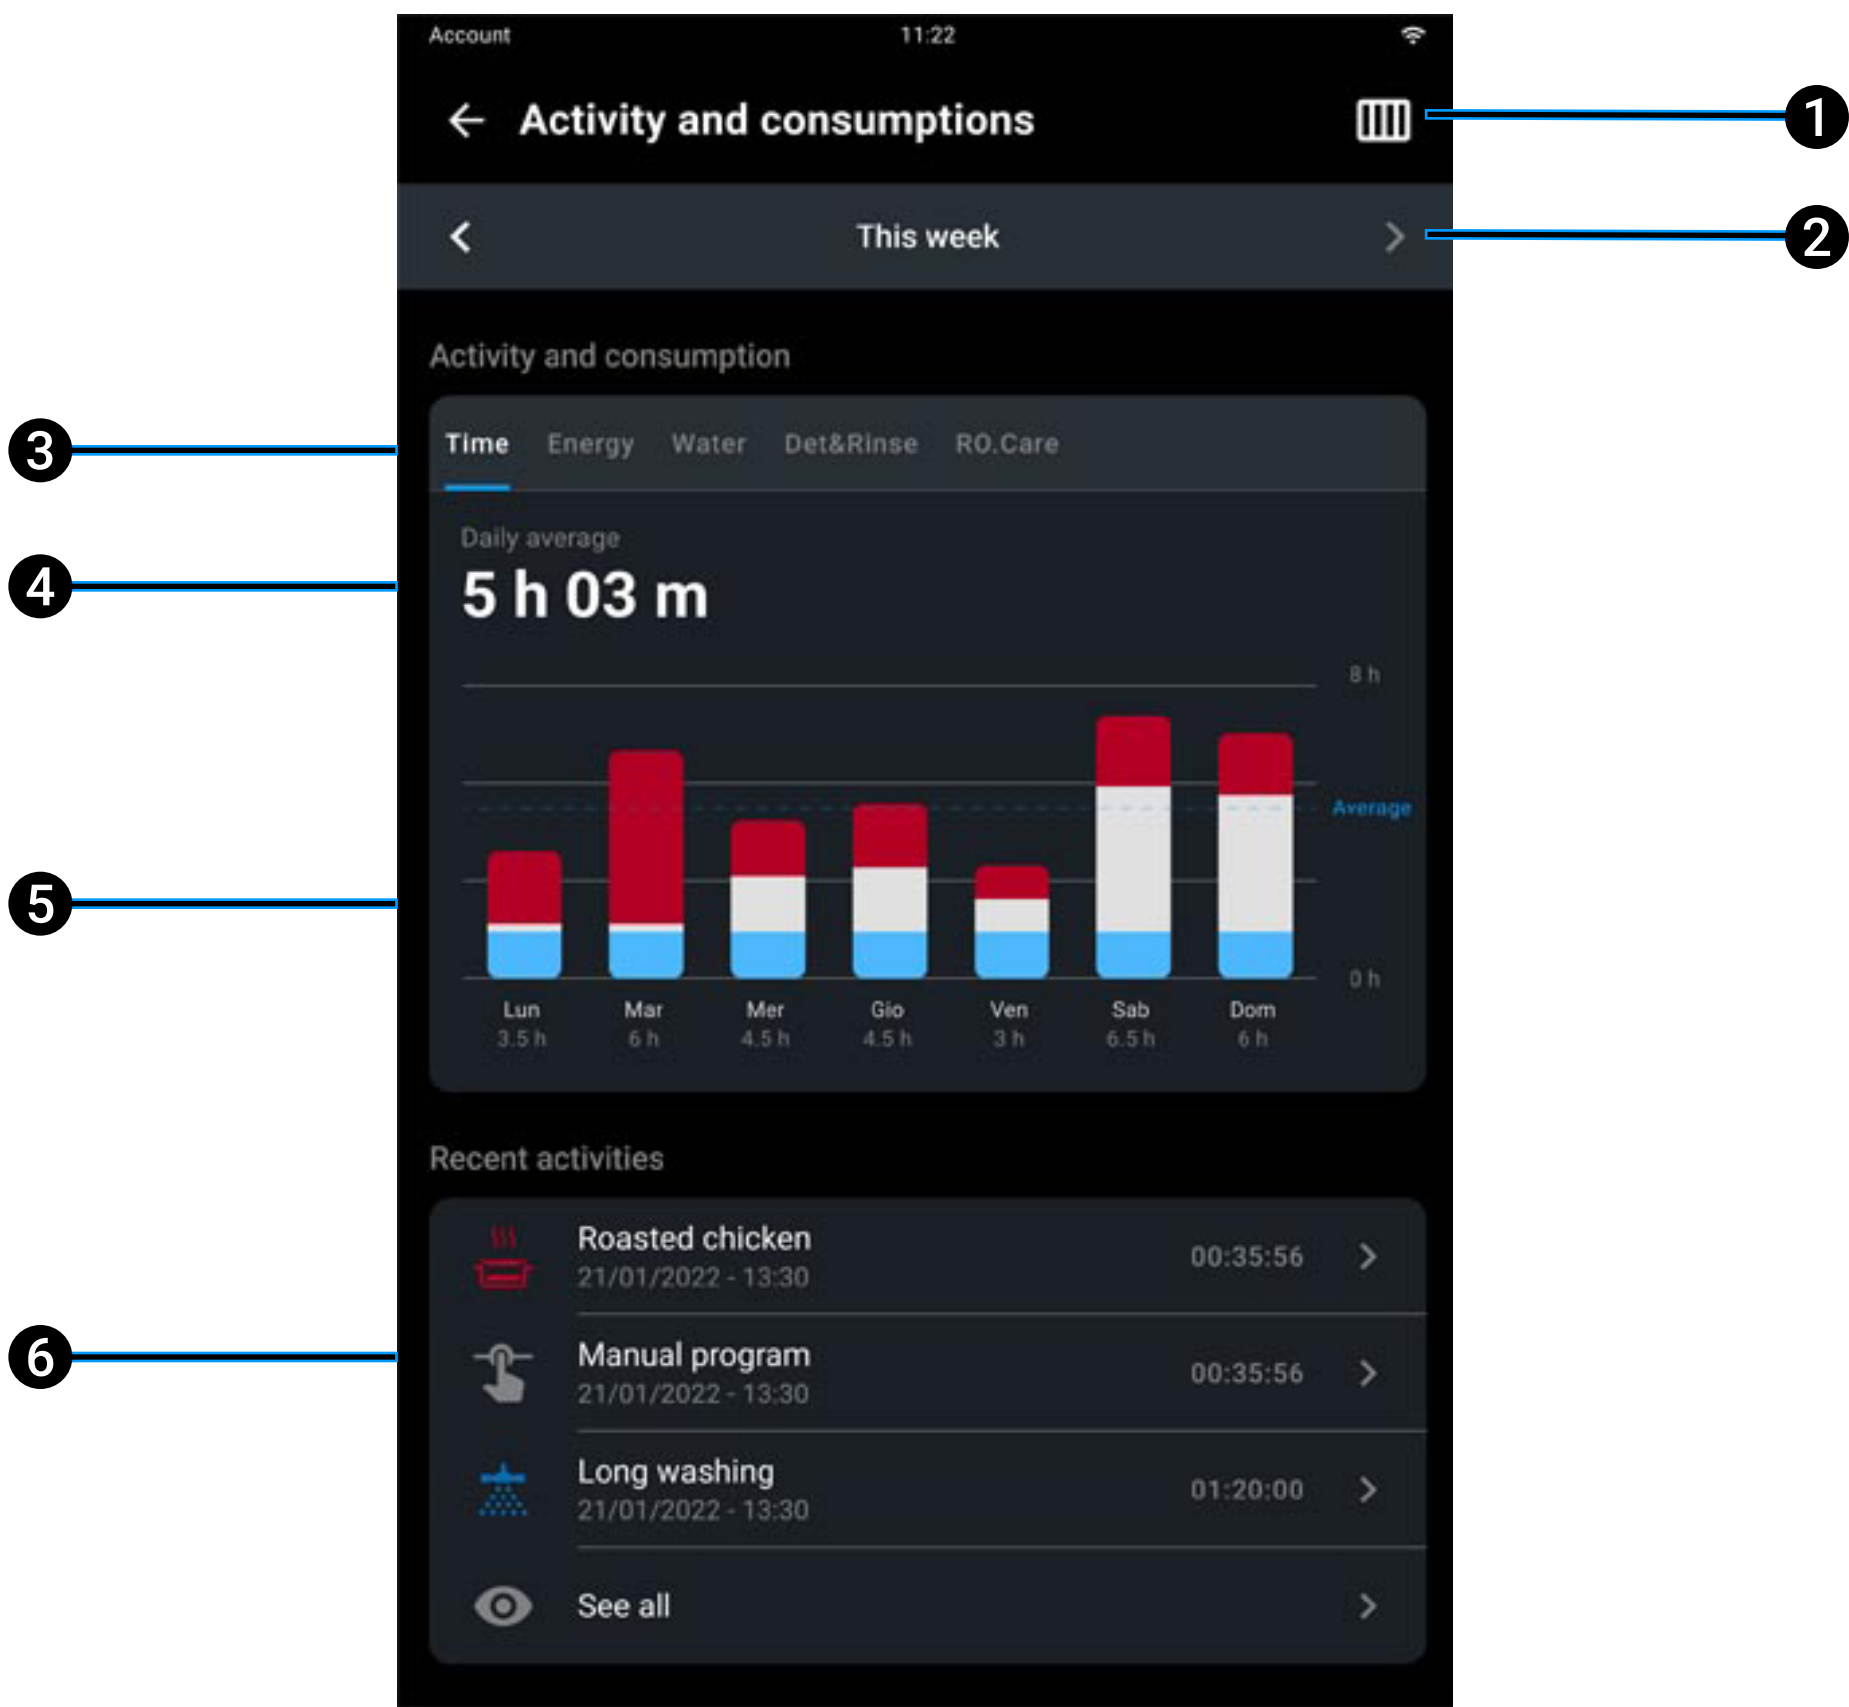 Account 11:22
Activity and consumptions
1
This week
2
Activity and consumption
3
Time Energy Water Det&Rinse RO.Care
Daily average
4
5 h 03 m
8 h
Average
5
0 h
Lun Mar Mer Gio Ven Sab Dom
3.5 h 6 h 4.5 h 4.5 h 3 h 6.5 h 6 h
Recent activities
Roasted chicken
21/01/2022 - 13:30
00:35:56
6
Manual program
21/01/2022 - 13:30
00:35:56
Long washing
21/01/2022 - 13:30
01:20:00
See all